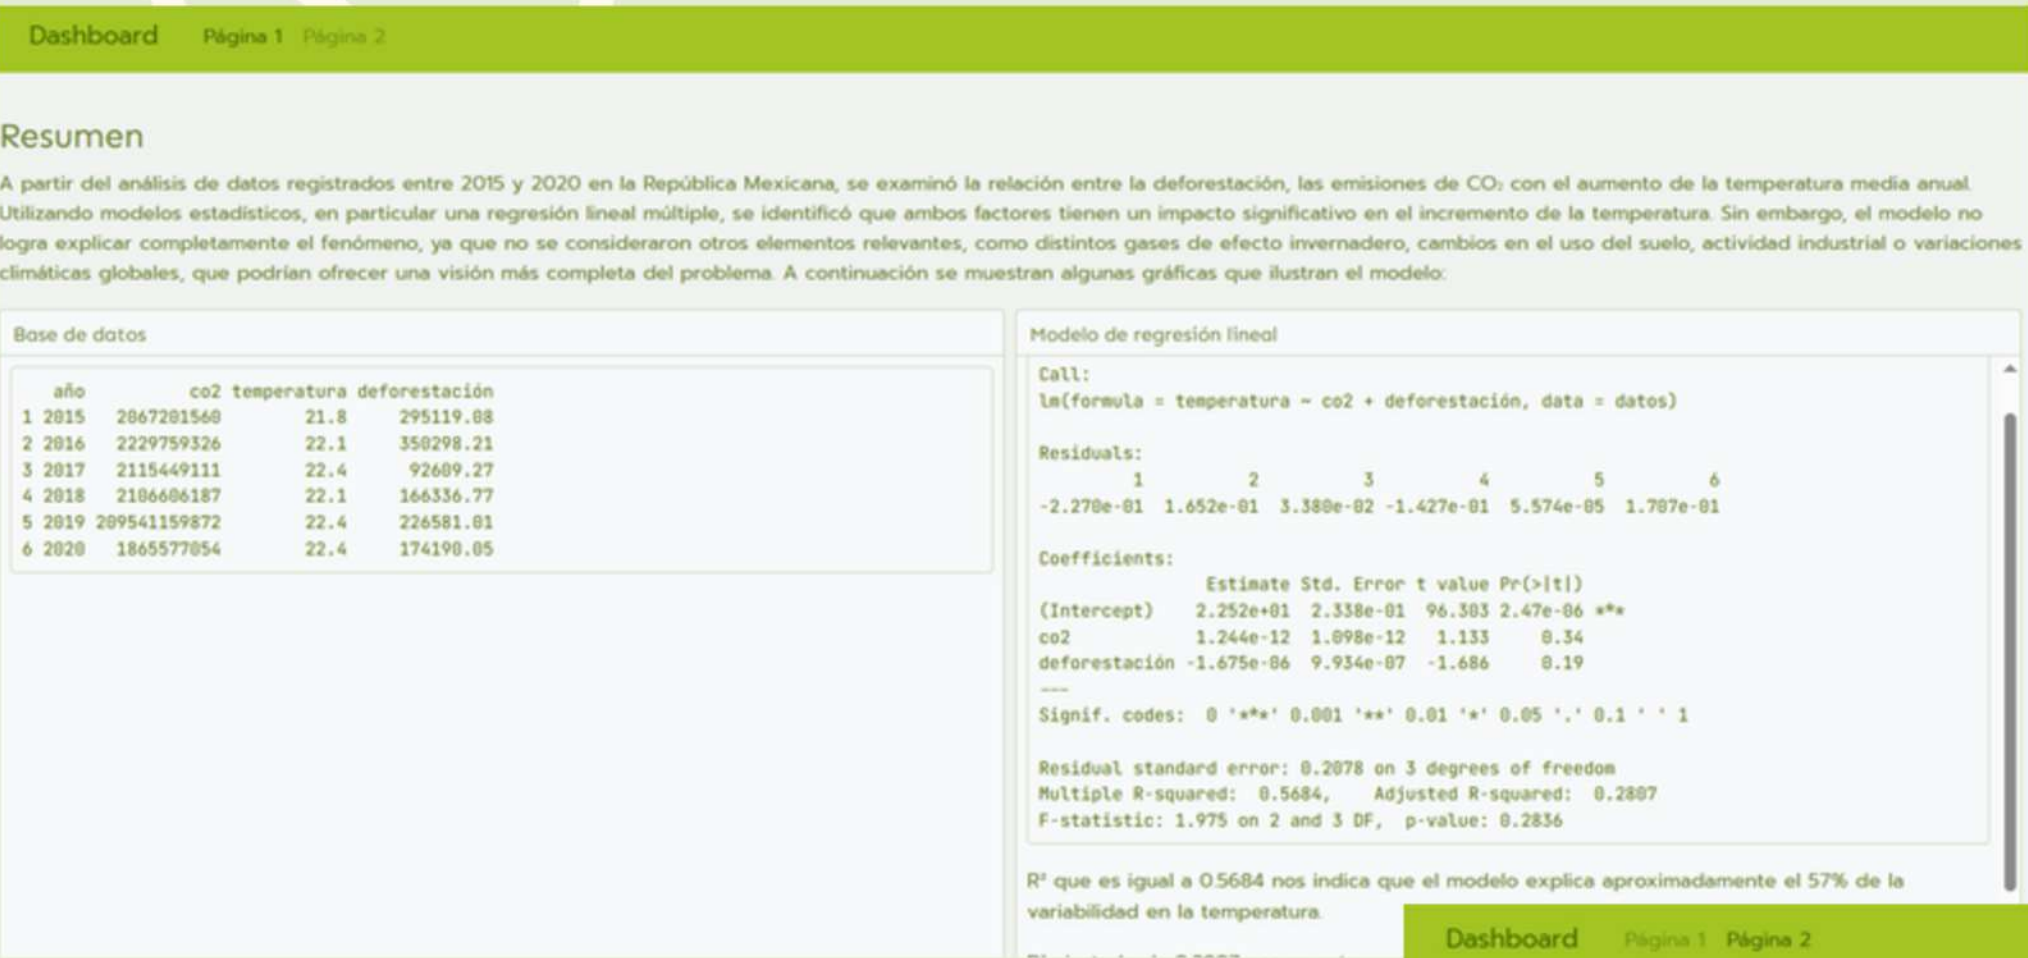 Dashboard Página 1 Página 2
Resumen
A partir del análisis de datos registrados entre 2015 y 2020 en la República Mexicana, se examinó la relación entre la deforestación, las emisiones de CO₂ con el aumento de la temperatura media anual.
Utilizando modelos estadísticos, en particular una regresión lineal múltiple, se identificó que ambos factores tienen un impacto significativo en el incremento de la temperatura. Sin embargo, el modelo no
logra explicar completamente el fenómeno, ya que no se consideraron otros elementos relevantes, como distintos gases de efecto invernadero, cambios en el uso del suelo, actividad industrial o variaciones
climáticas globales, que podrían ofrecer una visión más completa del problema. A continuación se muestran algunas gráficas que ilustran el modelo:
Base de datos
año co2 temperatura deforestación
1 2015 2067201560 21.8 295119.08
2 2016 2229759326 22.1 350298.21
3 2017 2115449111 22.4 92609.27
4 2018 2106606187 22.1 166336.77
5 2019 209541159872 22.4 226581.01
6 2020 1865577054 22.4 174190.05
Modelo de regresión lineal
Call:
lm(formula = temperatura ~ co2 + deforestación, data = datos)
Residuals:
1 2 3 4 5 6
-2.270e-01 1.652e-01 3.380e-02 -1.427e-01 5.574e-05 1.707e-01
Coefficients:
Estimate Std. Error t value Pr(>|t|)
(Intercept) 2.252e+01 2.338e-01 96.303 2.47e-06 ***
co2 1.244e-12 1.098e-12 1.133 0.34
deforestación -1.675e-06 9.934e-07 -1.686 0.19
---
Signif. codes: 0 '***' 0.001 '**' 0.01 '*' 0.05 '.' 0.1 ' ' 1
Residual standard error: 0.2078 on 3 degrees of freedom
Multiple R-squared: 0.5684, Adjusted R-squared: 0.2807
F-statistic: 1.975 on 2 and 3 DF, p-value: 0.2836
R² que es igual a 0.5684 nos indica que el modelo explica aproximadamente el 57% de la
variabilidad en la temperatura.
Dashboard Página 1 Página 2